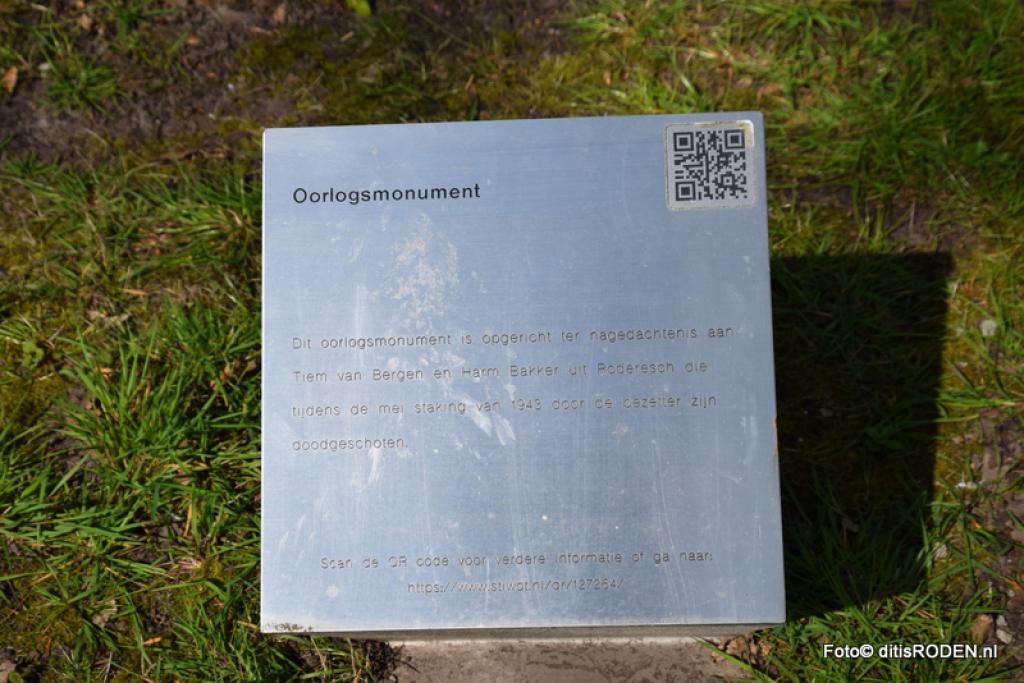 Oorlogsmonument
Dit oorlogsmonument is opgericht ter nagedachtenis aan
Tiem van Bergen en Harm Bakker uit Roderesch die
tijdens de mei staking van 1943 door de bezetter zijn
doodgeschoten.
Scan de QR code voor verdere informatie of ga naar:
https://www.stiwot.nl/qr/127264/
Foto© ditisRODEN.nl